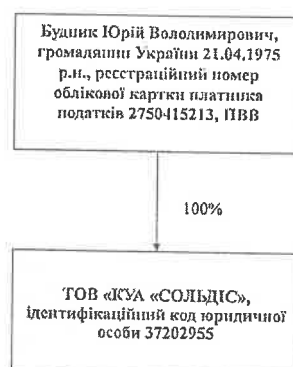 Будник Юрій Володимирович,
громадянин України 21.04.1975
р.н., реєстраційний номер
облікової картки платника
податків 2750415213, ПВВ
100%
ТОВ «КУА «СОЛЬДІС»,
ідентифікаційний код юридичної
особи 37202955